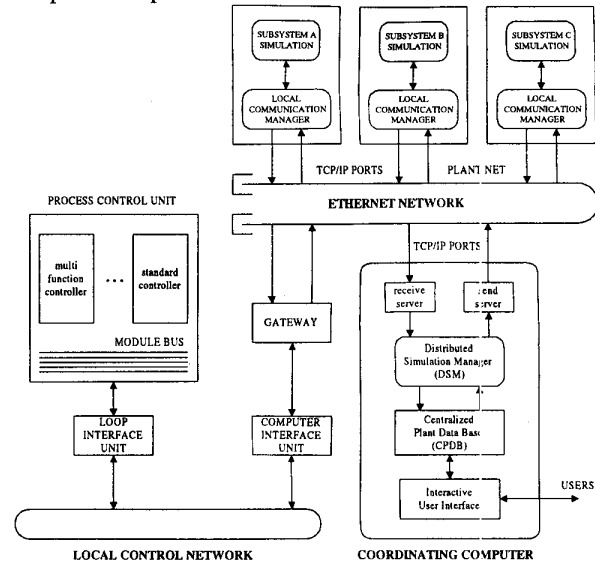 SUBSYSTEM A
SIMULATION
LOCAL
COMMUNICATION
MANAGER
SUBSYSTEM B
SIMULATION
LOCAL
COMMUNICATION
MANAGER
SUBSYSTEM C
SIMULATION
LOCAL
COMMUNICATION
MANAGER
TCP/IP PORTS
PLANT NET
ETHERNET NETWORK
PROCESS CONTROL UNIT
multi
function
controller
...
standard
controller
MODULE BUS
LOOP
INTERFACE
UNIT
GATEWAY
COMPUTER
INTERFACE
UNIT
LOCAL CONTROL NETWORK
TCP/IP PORTS
receive
server
send
server
Distributed
Simulation Manager
(DSM)
Centralized
Plant Data Base
(CPDB)
Interactive
User Interface
USERS
COORDINATING COMPUTER